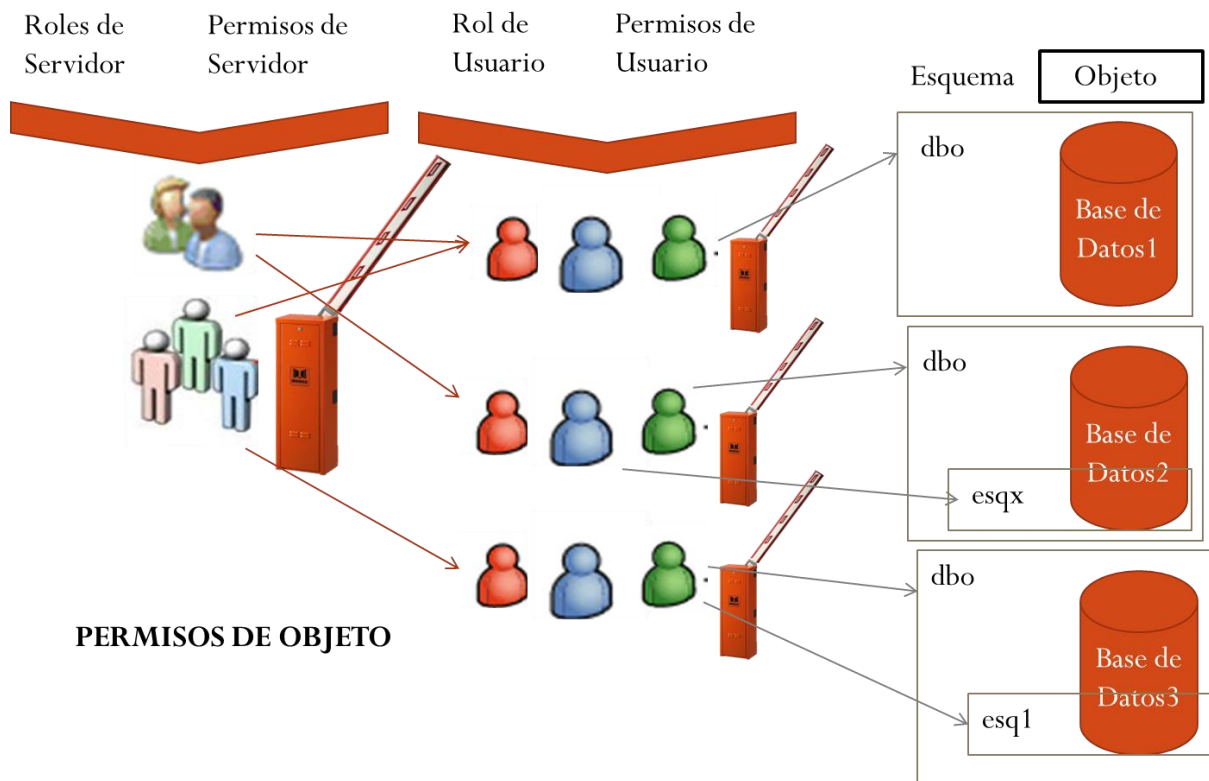 Roles de
Servidor
Permisos de
Servidor
Rol de
Usuario
Permisos de
Usuario
Esquema
Objeto
dbo
Base de
Datos1
dbo
Base de
Datos2
esqx
dbo
Base de
Datos3
esq1
PERMISOS DE OBJETO